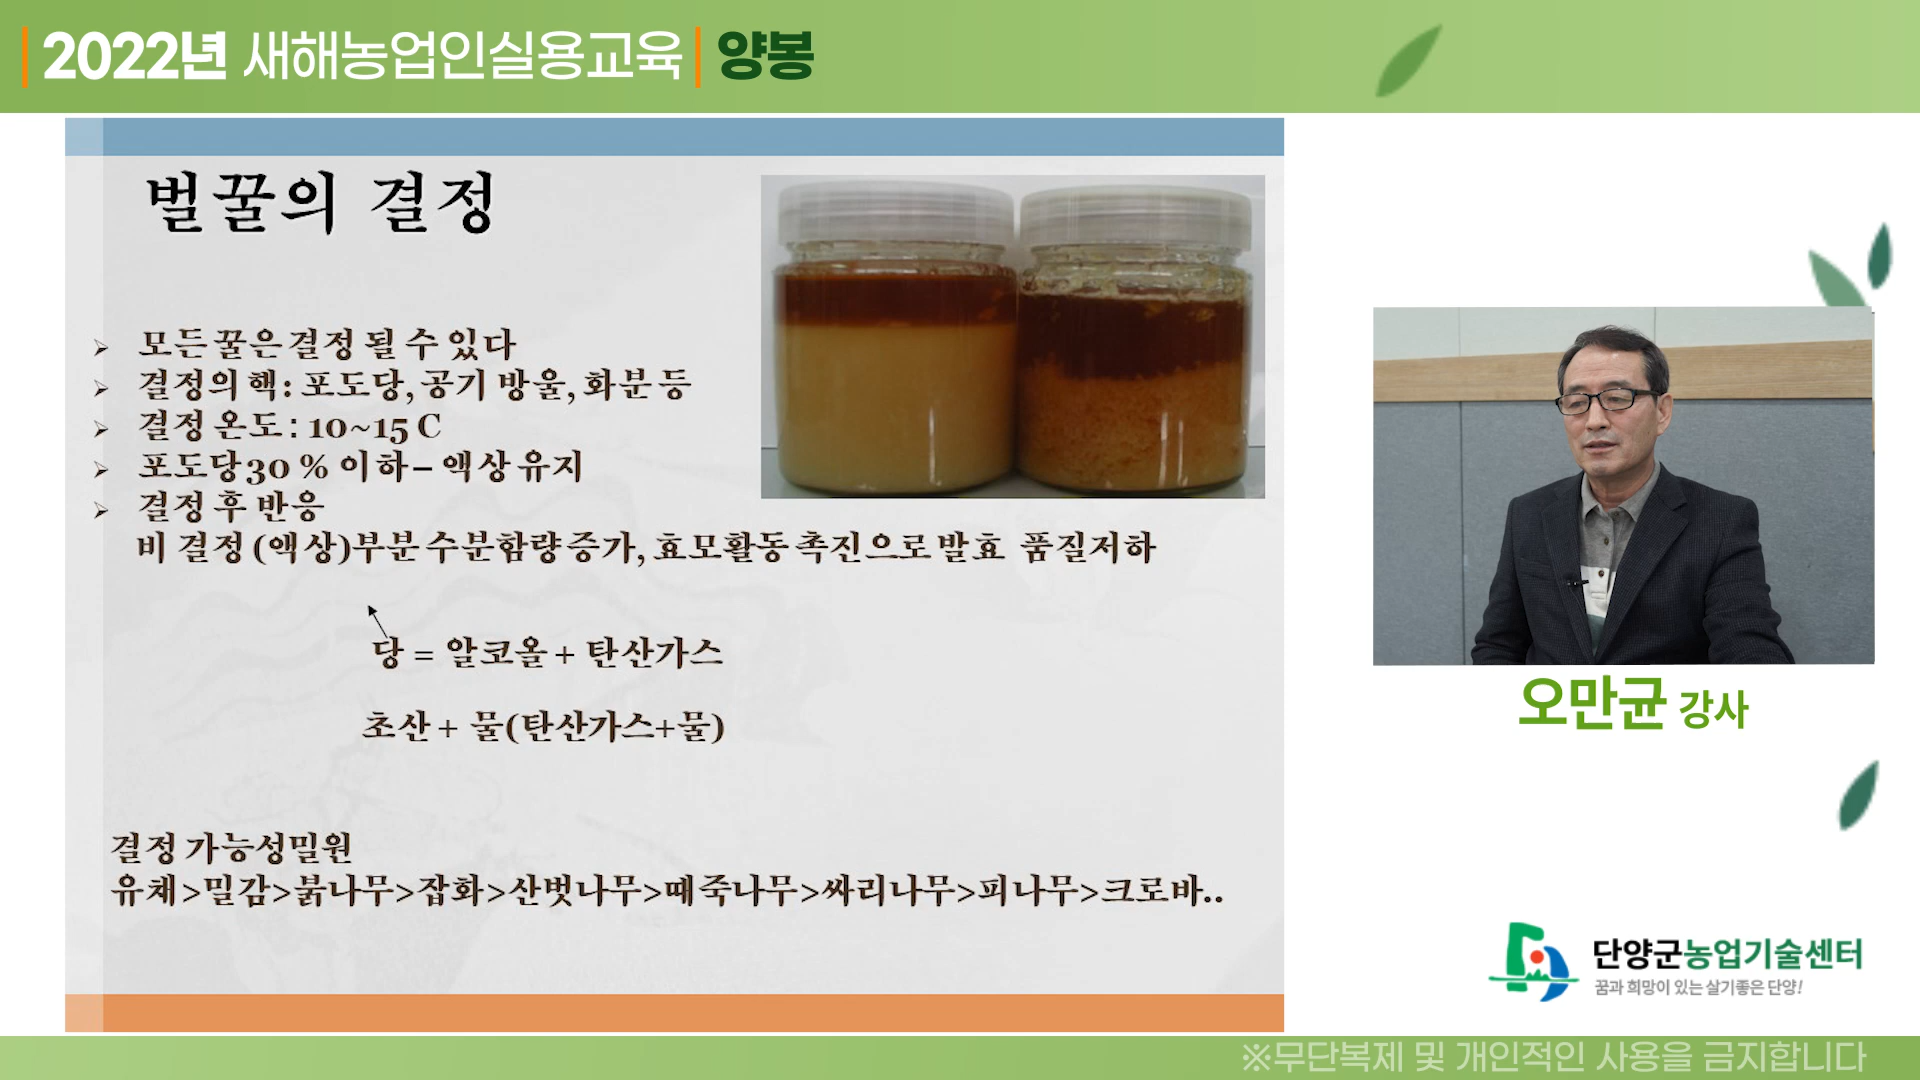 2022년 새해농업인실용교육 | 양봉
벌꿀의 결정
➢ 모든 꿀은 결정 될 수 있다
➢ 결정의 핵: 포도당, 공기 방울, 화분 등
➢ 결정 온도 : 10~15 C
➢ 포도당30 % 이하– 액상 유지
➢ 결정 후 반응
비 결정 (액상)부분 수분함량증가, 효모활동 촉진으로 발효 품질저하
당 = 알코올 + 탄산가스
초산 + 물(탄산가스+물)
결정 가능성밀원
유채>밀감>붉나무>잡화>산벗나무>때죽나무>싸리나무>피나무>크로바..
오만균 강사
단양군농업기술센터
꿈과 희망이 있는 살기좋은 단양!
※무단복제 및 개인적인 사용을 금지합니다